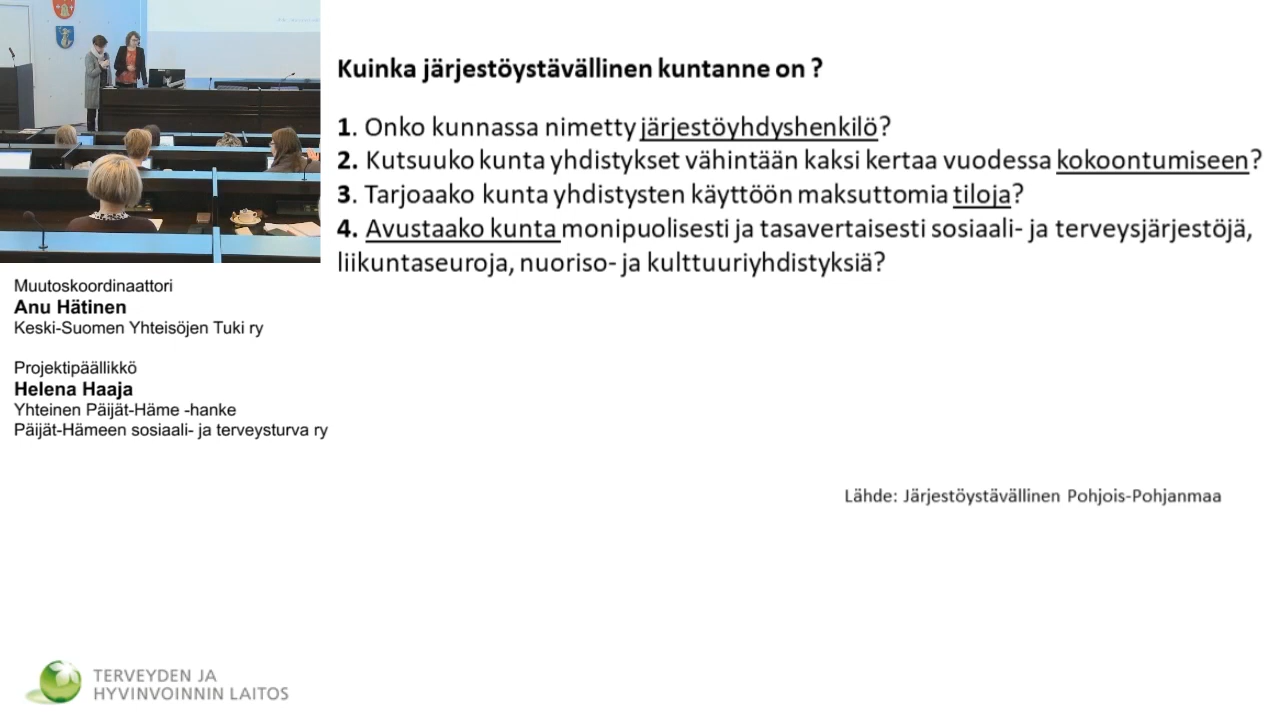 Kuinka järjestöystävällinen kuntanne on ?
1. Onko kunnassa nimetty järjestöyhdyshenkilö?
2. Kutsuuko kunta yhdistykset vähintään kaksi kertaa vuodessa kokoontumiseen?
3. Tarjoaako kunta yhdistysten käyttöön maksuttomia tiloja?
4. Avustaako kunta monipuolisesti ja tasavertaisesti sosiaali- ja terveysjärjestöjä,
liikuntaseuroja, nuoriso- ja kulttuuriyhdistyksiä?
Muutoskoordinaattori
Anu Hätinen
Keski-Suomen Yhteisöjen Tuki ry
Projektipäällikkö
Helena Haaja
Yhteinen Päijät-Häme -hanke
Päijät-Hämeen sosiaali- ja terveysturva ry
Lähde: Järjestöystävällinen Pohjois-Pohjanmaa
TERVEYDEN JA
HYVINVOINNIN LAITOS